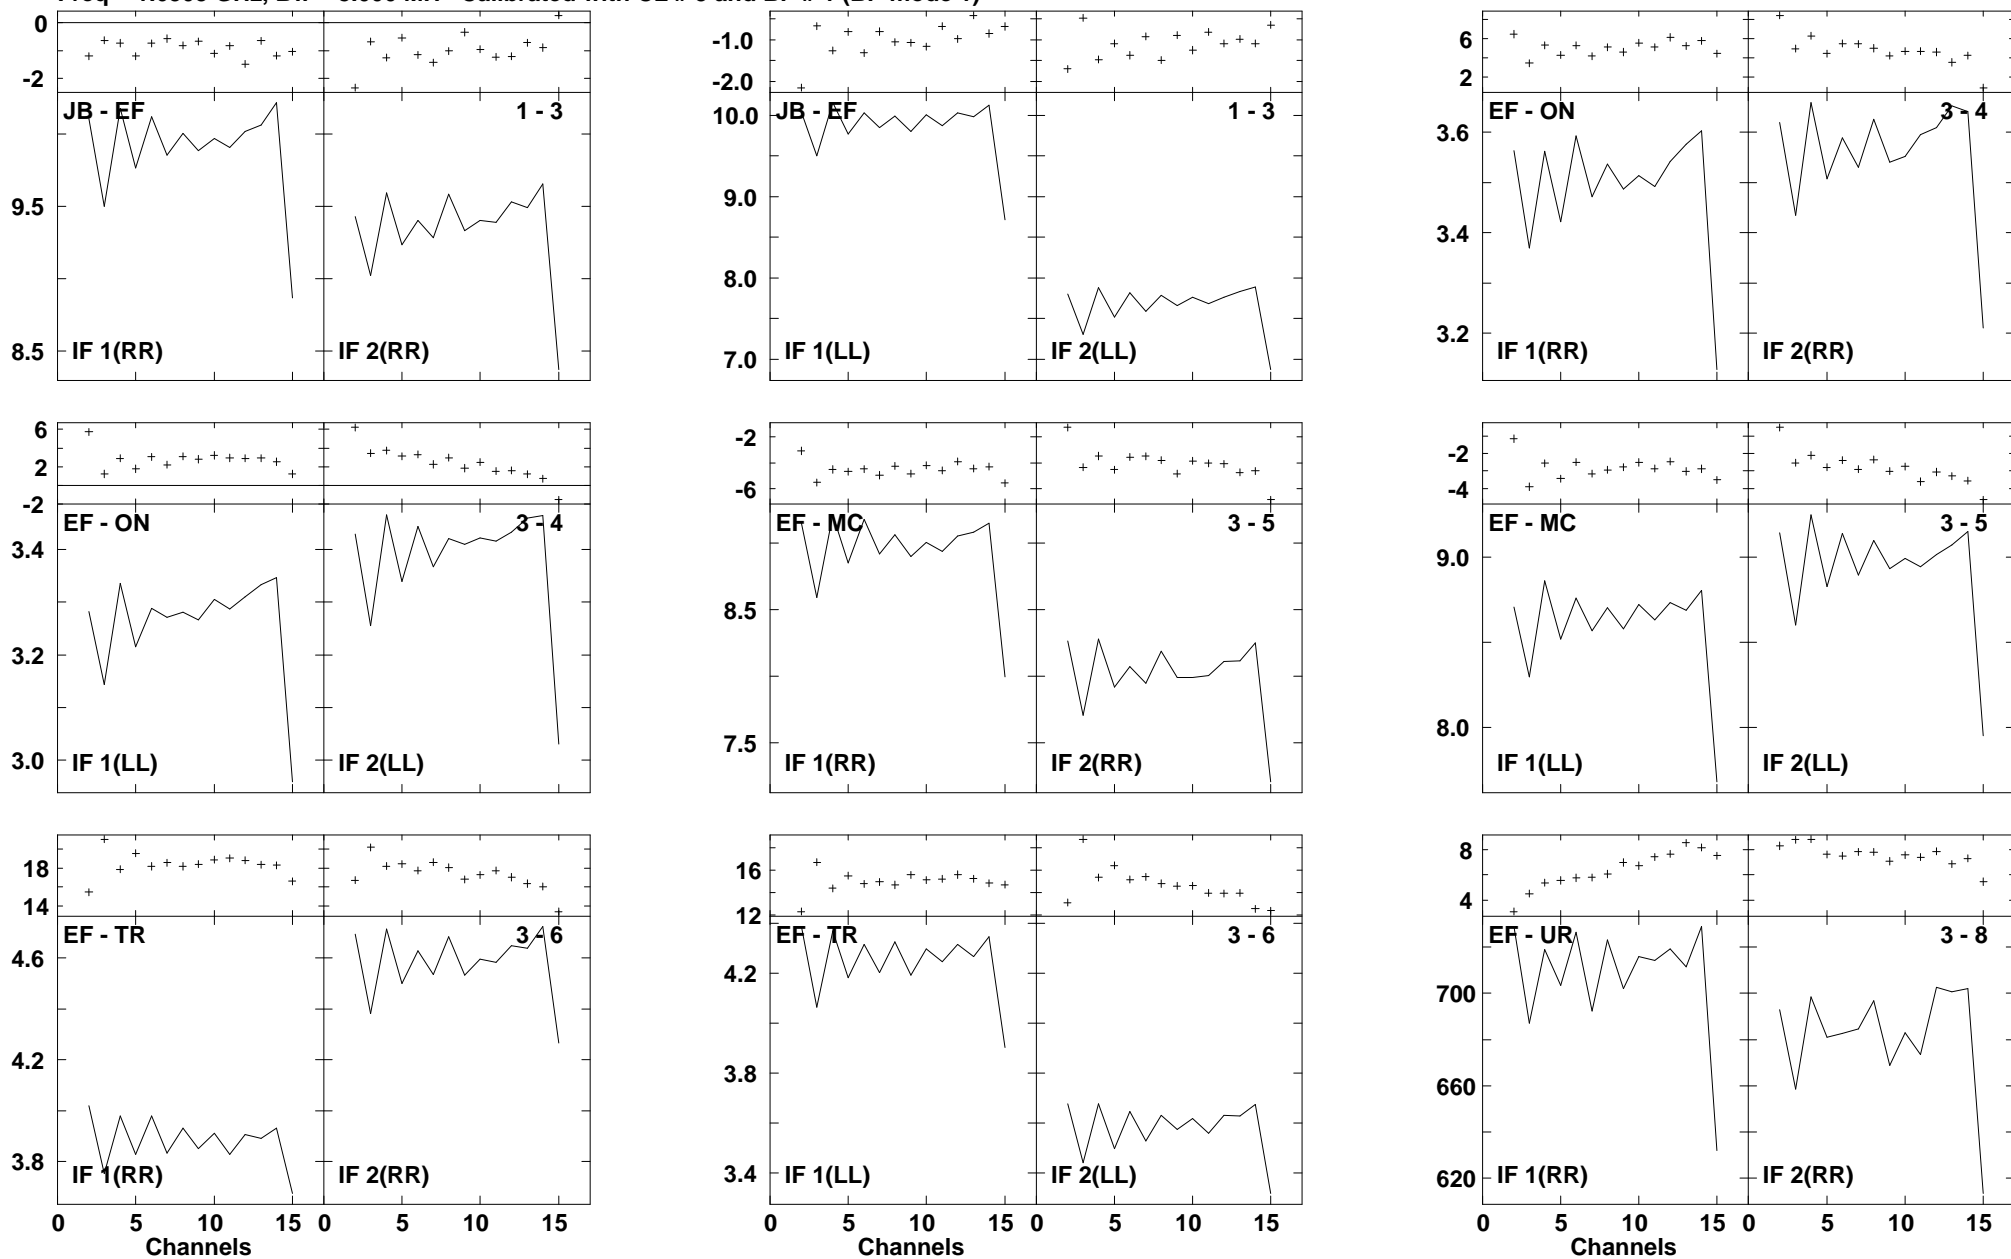 0
-2
JB - EF
1 - 3
9.5
8.5
IF 1(RR)
IF 2(RR)
-1.0
-2.0
JB - EF
1 - 3
10.0
9.0
8.0
7.0
IF 1(LL)
IF 2(LL)
6
2
EF - ON
3 - 4
3.6
3.4
3.2
IF 1(RR)
IF 2(RR)
6
2
-2
EF - ON
3 - 4
3.4
3.2
3.0
IF 1(LL)
IF 2(LL)
-2
-6
EF - MC
3 - 5
8.5
7.5
IF 1(RR)
IF 2(RR)
-2
-4
EF - MC
3 - 5
9.0
8.0
IF 1(LL)
IF 2(LL)
18
14
EF - TR
3 - 6
4.6
4.2
3.8
IF 1(RR)
IF 2(RR)
0 5 10 15 0 5 10 15
Channels
16
12
EF - TR
3 - 6
4.2
3.8
3.4
IF 1(LL)
IF 2(LL)
0 5 10 15 0 5 10 15
Channels
8
4
EF - UR
3 - 8
700
660
620
IF 1(RR)
IF 2(RR)
0 5 10 15 0 5 10 15
Channels